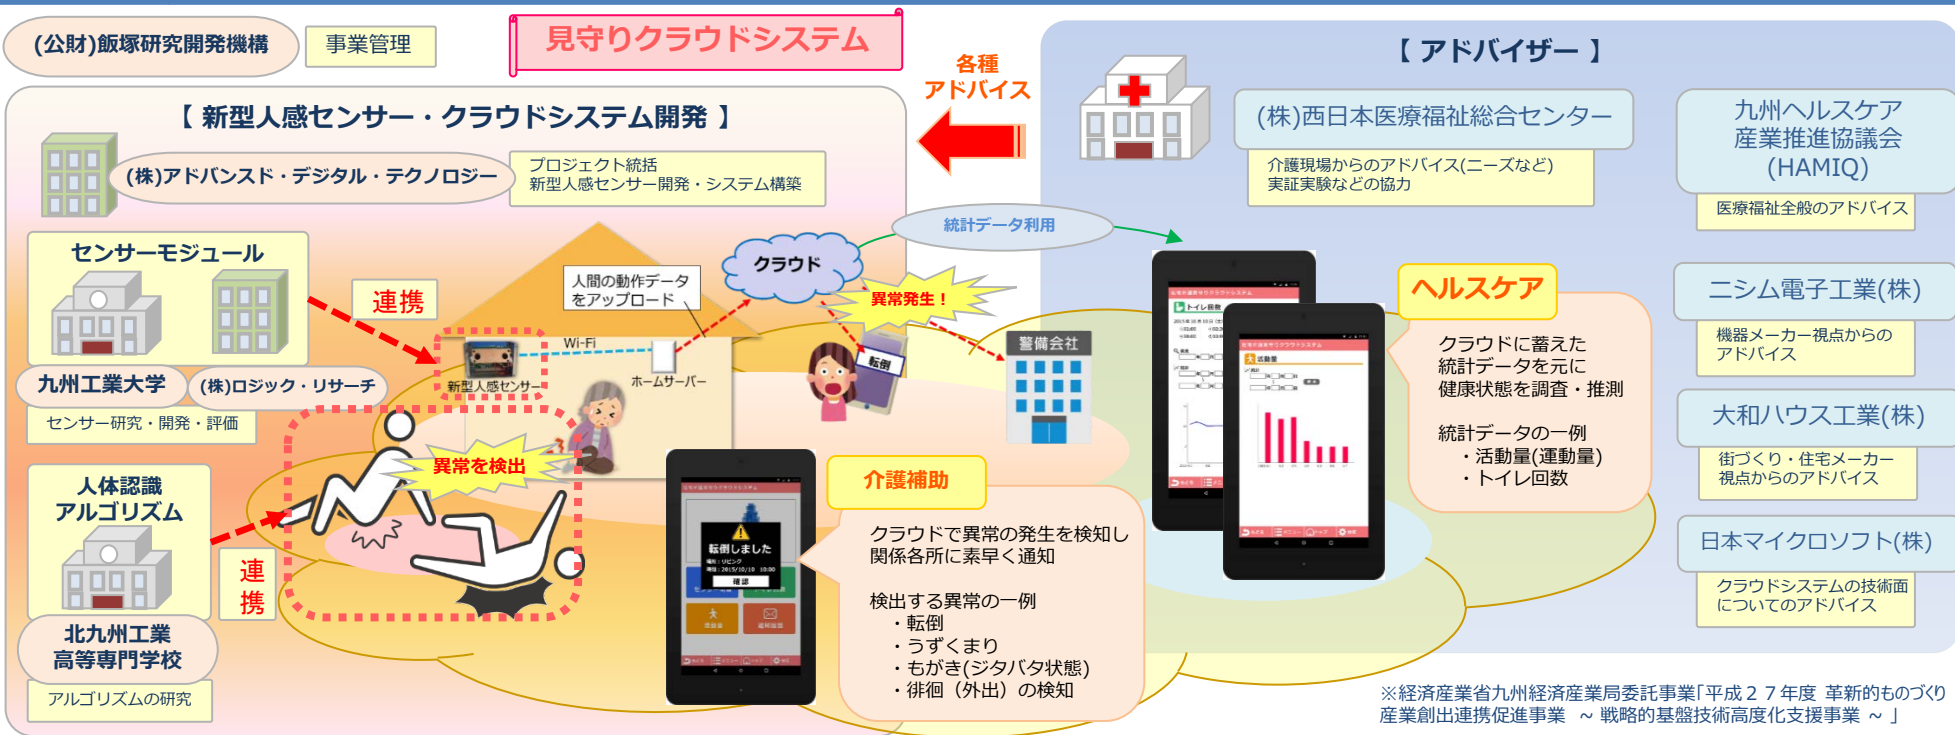 (公財)飯塚研究開発機構
事業管理
見守りクラウドシステム
各種
アドバイス
【 新型人感センサー・クラウドシステム開発 】
(株)アドバンスド・デジタル・テクノロジー
プロジェクト統括
新型人感センサー開発・システム構築
センサーモジュール
九州工業大学
(株)ロジック・リサーチ
センサー研究・開発・評価
連携
人体認識
アルゴリズム
北九州工業
高等専門学校
アルゴリズムの研究
連
携
人間の動作データ
をアップロード
Wi-Fi
新型人感センサー
ホームサーバー
クラウド
統計データ利用
異常発生！
転倒
警備会社
異常を検出
転倒しました
場所：リビング
時刻：2015/10/10 10:00
確認
介護補助
クラウドで異常の発生を検知し
関係各所に素早く通知
検出する異常の一例
・転倒
・うずくまり
・もがき(ジタバタ状態)
・徘徊（外出）の検知
トイレ回数
活動量
ヘルスケア
クラウドに蓄えた
統計データを元に
健康状態を調査・推測
統計データの一例
・活動量(運動量)
・トイレ回数
【 アドバイザー 】
(株)西日本医療福祉総合センター
介護現場からのアドバイス(ニーズなど)
実証実験などの協力
九州ヘルスケア
産業推進協議会
(HAMIQ)
医療福祉全般のアドバイス
ニシム電子工業(株)
機器メーカー視点からの
アドバイス
大和ハウス工業(株)
街づくり・住宅メーカー
視点からのアドバイス
日本マイクロソフト(株)
クラウドシステムの技術面
についてのアドバイス
※経済産業省九州経済産業局委託事業「平成２７年度 革新的ものづくり
産業創出連携促進事業 ～ 戦略的基盤技術高度化支援事業 ～ 」